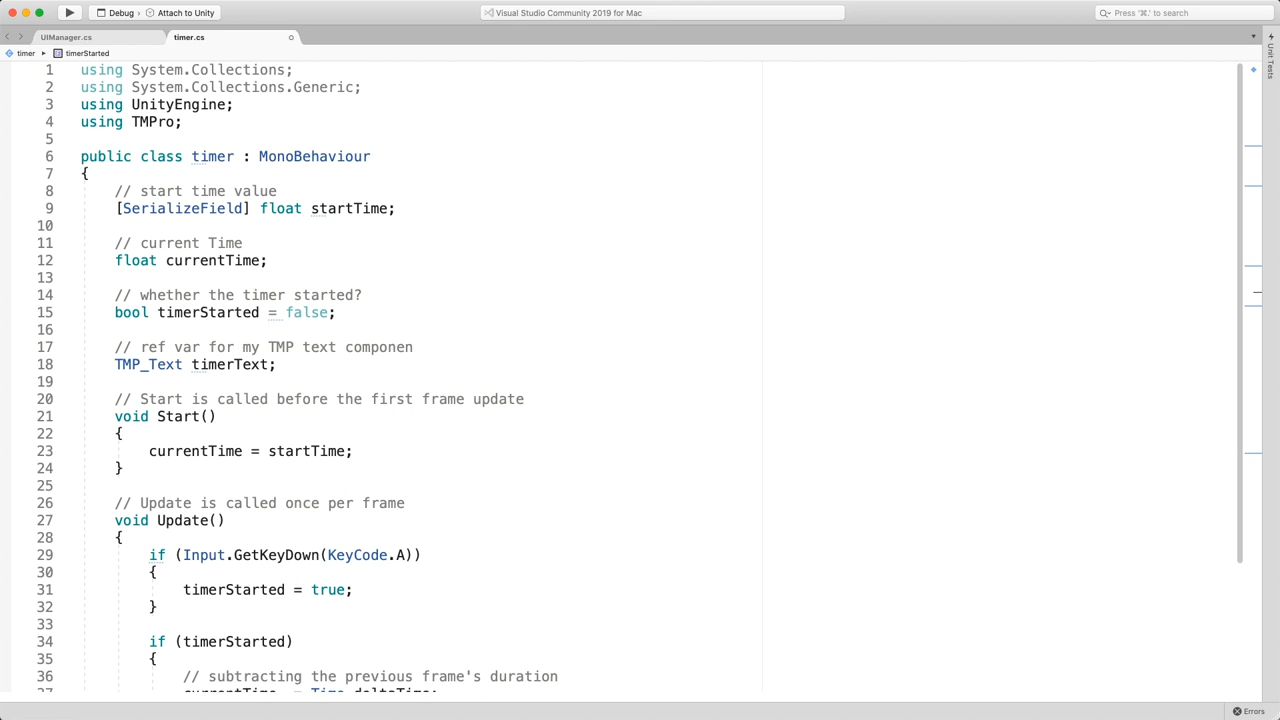 Debug › Attach to Unity
Visual Studio Community 2019 for Mac
Press '⌘.' to search
UIManager.cs
timer.cs
timer ▸ timerStarted
Unit Tests
1 using System.Collections;
2 using System.Collections.Generic;
3 using UnityEngine;
4 using TMPro;
5
6 public class timer : MonoBehaviour
7 {
8 // start time value
9 [SerializeField] float startTime;
10
11 // current Time
12 float currentTime;
13
14 // whether the timer started?
15 bool timerStarted = false;
16
17 // ref var for my TMP text componen
18 TMP_Text timerText;
19
20 // Start is called before the first frame update
21 void Start()
22 {
23 currentTime = startTime;
24 }
25
26 // Update is called once per frame
27 void Update()
28 {
29 if (Input.GetKeyDown(KeyCode.A))
30 {
31 timerStarted = true;
32 }
33
34 if (timerStarted)
35 {
36 // subtracting the previous frame's duration
Errors